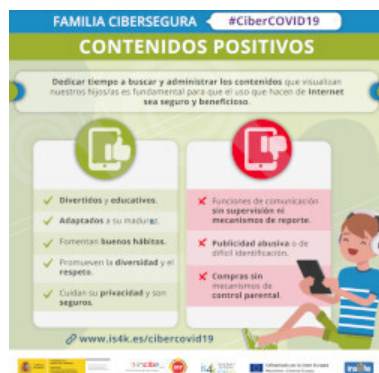 FAMILIA CIBERSEGURA
#CiberCOVID19
CONTENIDOS POSITIVOS
Dedicar tiempo a buscar y administrar los contenidos que visualizan
nuestros hijos/as es fundamental para que el uso que hacen de Internet
sea seguro y beneficioso.
Divertidos y educativos.
Adaptados a su madurez.
Fomentan buenos hábitos.
Promueven la diversidad y el
respeto.
Cuidan su privacidad y son
seguros.
Funciones de comunicación
sin supervisión ni
mecanismos de reporte.
Publicidad abusiva o de
difícil identificación.
Compras sin
mecanismos de
control parental.
www.is4k.es/cibercovid19
incibe
is4k